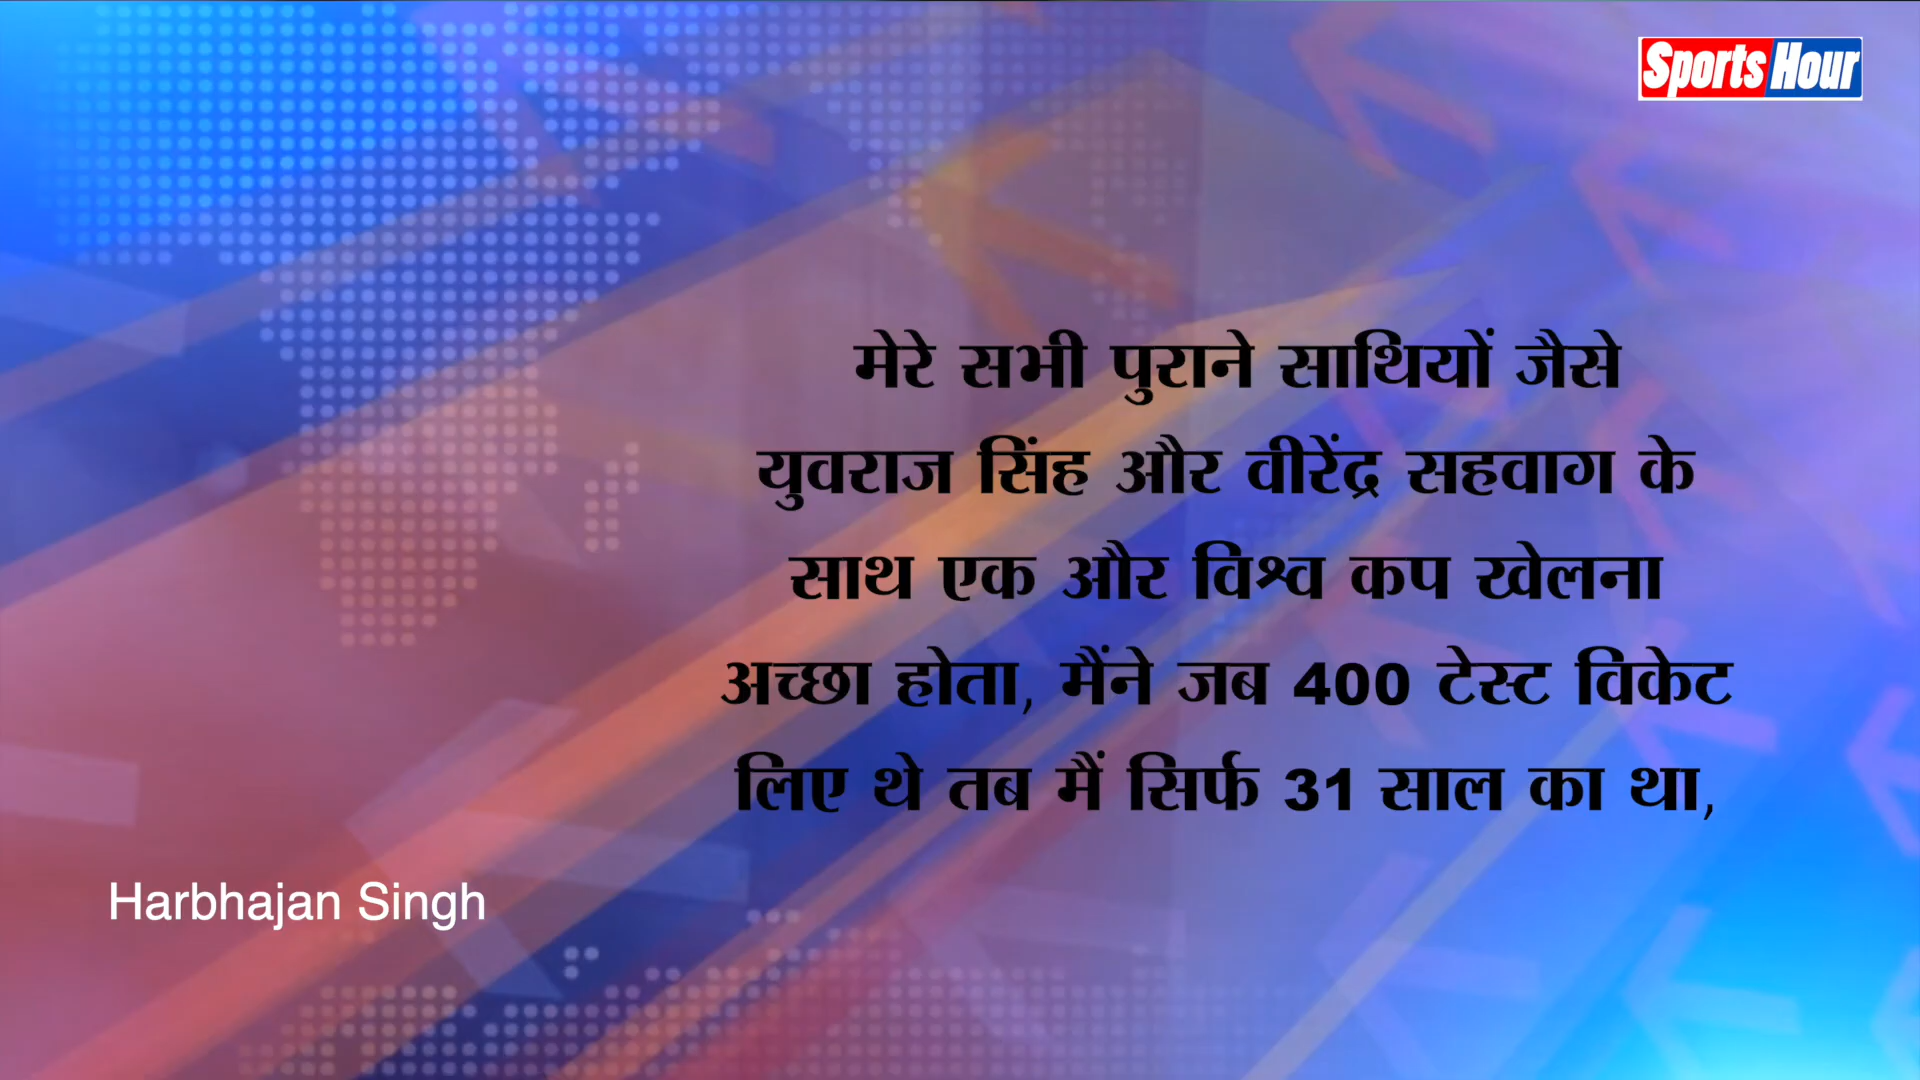 Sports Hour
मेरे सभी पुराने साथियों जैसे
युवराज सिंह और वीरेंद्र सहवाग के
साथ एक और विश्व कप खेलना
अच्छा होता, मैंने जब 400 टेस्ट विकेट
लिए थे तब मैं सिर्फ 31 साल का था,
Harbhajan Singh